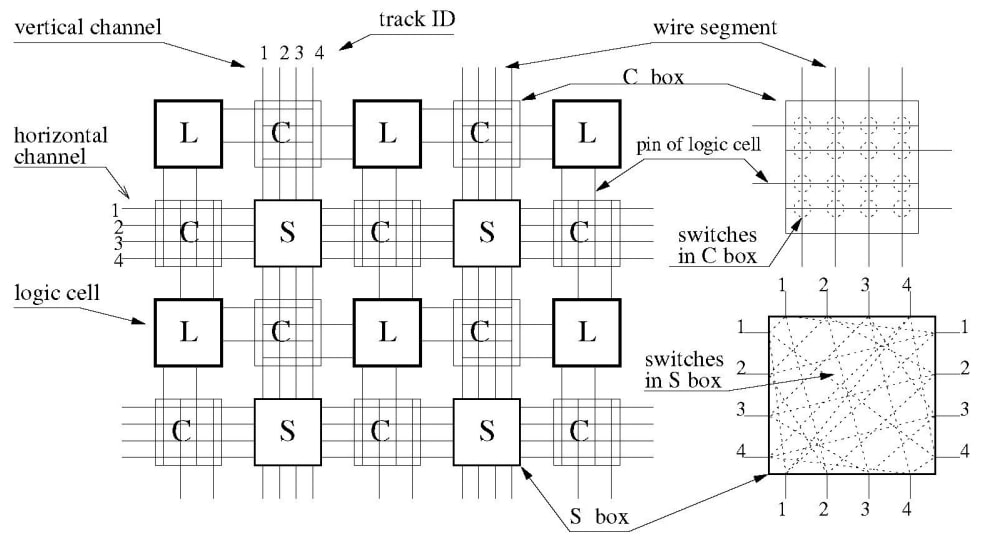 track ID
vertical channel
1 2 3 4
wire segment
C box
L C L C L
horizontal
channel
pin of logic cell
1
2
3
4
C S C S C
switches
in C box
logic cell
L C L C L
1 2 3 4
1 1
2 2
3 3
4 4
switches
in S box
C S C S C
1 2 3 4
S box